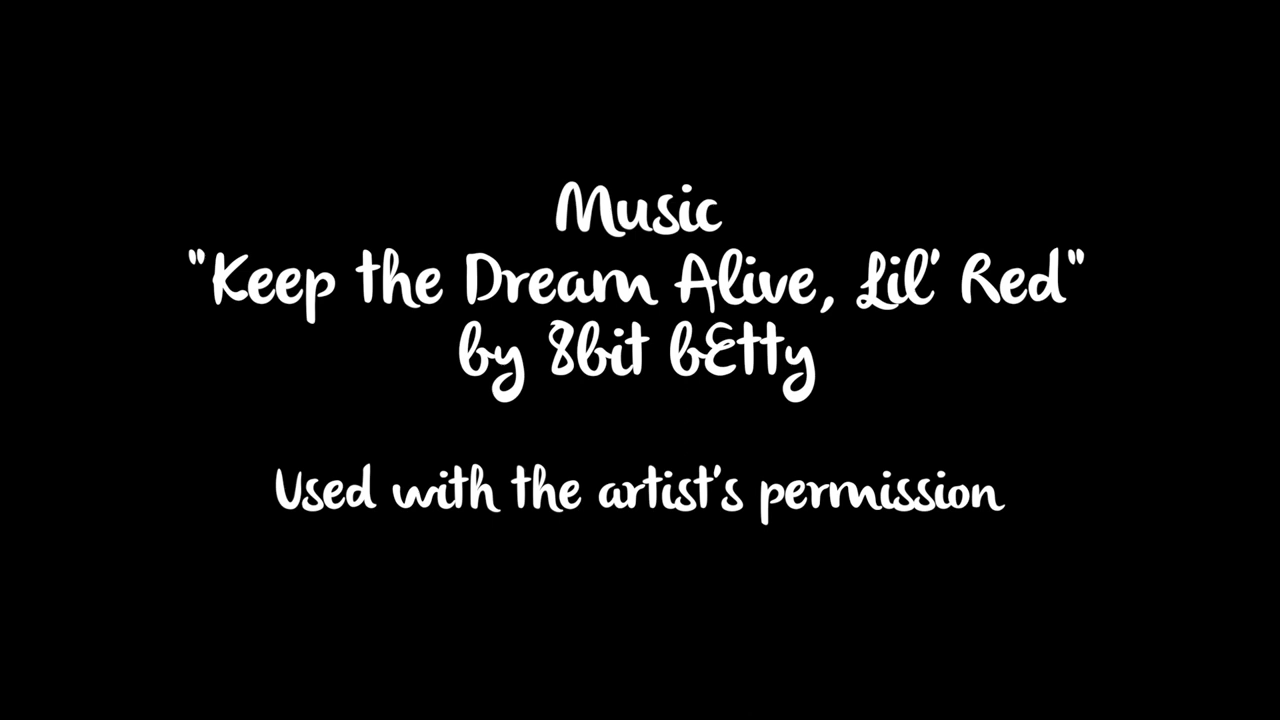 Music
"Keep the Dream Alive, Lil' Red"
by 8bit bEtty
Used with the artist's permission